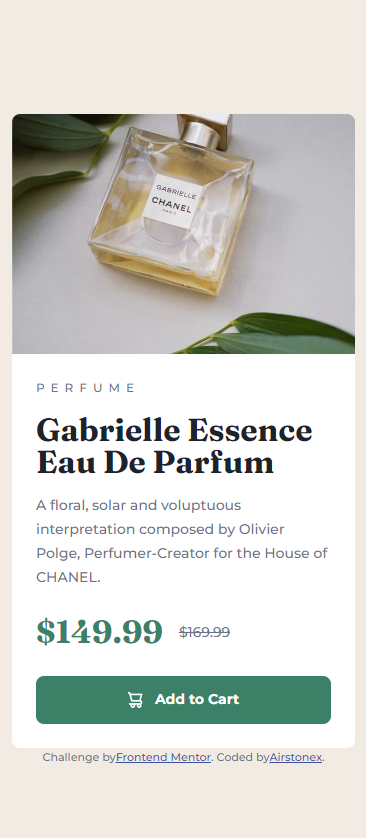 GABRIELLE
CHANEL
PARIS
PERFUME
Gabrielle Essence
Eau De Parfum
A floral, solar and voluptuous
interpretation composed by Olivier
Polge, Perfumer-Creator for the House of
CHANEL.
$149.99 $169.99
Add to Cart
Challenge byFrontend Mentor. Coded byAirstonex.